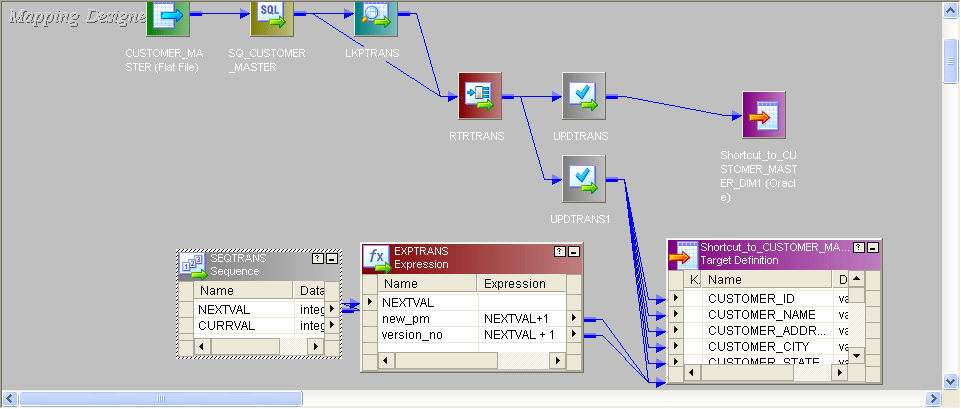 Mapping Designe
SQL
CUSTOMER_MA
STER (Flat File)
SQ_CUSTOMER
_MASTER
LKPTRANS
RTRTRANS
UPDTRANS
Shortcut_to_CU
STOMER_MAST
ER_DIM1 (Oracl
e)
UPDTRANS1
SEQTRANS
Sequence
Name Data
NEXTVAL integ
CURRVAL integ
fx
EXPTRANS
Expression
Name Expression
NEXTVAL
new_pm NEXTVAL+1
version_no NEXTVAL + 1
Shortcut_to_CUSTOMER_MA...
Target Definition
K. Name D
CUSTOMER_ID va
CUSTOMER_NAME va
CUSTOMER_ADDR... va
CUSTOMER_CITY va
CUSTOMER_STATE va